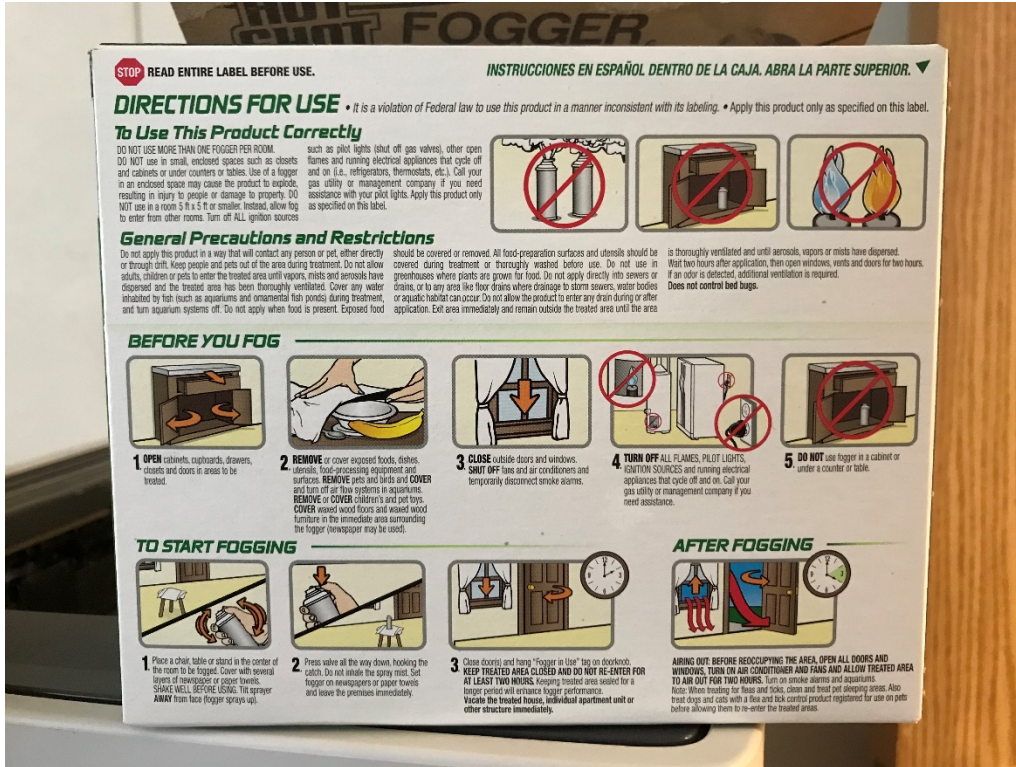 HOT
SHOT FOGGER
STOP READ ENTIRE LABEL BEFORE USE.
INSTRUCCIONES EN ESPAÑOL DENTRO DE LA CAJA. ABRA LA PARTE SUPERIOR.
DIRECTIONS FOR USE • It is a violation of Federal law to use this product in a manner inconsistent with its labeling. • Apply this product only as specified on this label.
To Use This Product Correctly
DO NOT USE MORE THAN ONE FOGGER PER ROOM.
DO NOT use in small, enclosed spaces such as closets
and cabinets or under counters or tables. Use of a fogger
in an enclosed space may cause the product to explode,
resulting in injury to people or damage to property. DO
NOT use in a room 5 ft x 5 ft or smaller. Instead, allow fog
to enter from other rooms. Turn off ALL ignition sources
such as pilot lights (shut off gas valves), other open
flames and running electrical appliances that cycle off
and on (i.e., refrigerators, thermostats, etc.). Call your
gas utility or management company if you need
assistance with your pilot lights. Apply this product only
as specified on this label.
General Precautions and Restrictions
Do not apply this product in a way that will contact any person or pet, either directly
or through drift. Keep people and pets out of the area during treatment. Do not allow
adults, children or pets to enter the treated area until vapors, mists and aerosols have
dispersed and the treated area has been thoroughly ventilated. Cover any water
inhabited by fish (such as aquariums and ornamental fish ponds) during treatment,
and turn aquarium systems off. Do not apply when food is present. Exposed food
should be covered or removed. All food-preparation surfaces and utensils should be
covered during treatment or thoroughly washed before use. Do not use in
greenhouses where plants are grown for food. Do not apply directly into sewers or
drains, or to any area like floor drains where drainage to storm sewers, water bodies
or aquatic habitat can occur. Do not allow the product to enter any drain during or after
application. Exit area immediately and remain outside the treated area until the area
is thoroughly ventilated and until aerosols, vapors or mists have dispersed.
Wait two hours after application, then open windows, vents and doors for two hours.
If an odor is detected, additional ventilation is required.
Does not control bed bugs.
BEFORE YOU FOG
1. OPEN cabinets, cupboards, drawers,
closets and doors in areas to be
treated.
2. REMOVE or cover exposed foods, dishes,
utensils, food-processing equipment and
surfaces. REMOVE pets and birds and COVER
and turn off air flow systems in aquariums.
REMOVE or COVER children's and pet toys.
COVER waxed wood floors and waxed wood
furniture in the immediate area surrounding
the fogger (newspaper may be used).
3. CLOSE outside doors and windows.
SHUT OFF fans and air conditioners and
temporarily disconnect smoke alarms.
4. TURN OFF ALL FLAMES, PILOT LIGHTS,
IGNITION SOURCES and running electrical
appliances that cycle off and on. Call your
gas utility or management company if you
need assistance.
5. DO NOT use fogger in a cabinet or
under a counter or table.
TO START FOGGING
1. Place a chair, table or stand in the center of
the room to be fogged. Cover with several
layers of newspaper or paper towels.
SHAKE WELL BEFORE USING. Tilt sprayer
AWAY from face (fogger sprays up).
2. Press valve all the way down, hooking the
catch. Do not inhale the spray mist. Set
fogger on newspapers or paper towels
and leave the premises immediately.
3. Close door(s) and hang "Fogger in Use" tag on doorknob.
KEEP TREATED AREA CLOSED AND DO NOT RE-ENTER FOR
AT LEAST TWO HOURS. Keeping treated area sealed for a
longer period will enhance fogger performance.
Vacate the treated house, individual apartment unit or
other structure immediately.
AFTER FOGGING
AIRING OUT: BEFORE REOCCUPYING THE AREA, OPEN ALL DOORS AND
WINDOWS, TURN ON AIR CONDITIONER AND FANS AND ALLOW TREATED AREA
TO AIR OUT FOR TWO HOURS. Turn on smoke alarms and aquariums.
Note: When treating for fleas and ticks, clean and treat pet sleeping areas. Also
treat dogs and cats with a flea and tick control product registered for use on pets
before allowing them to re-enter the treated areas.